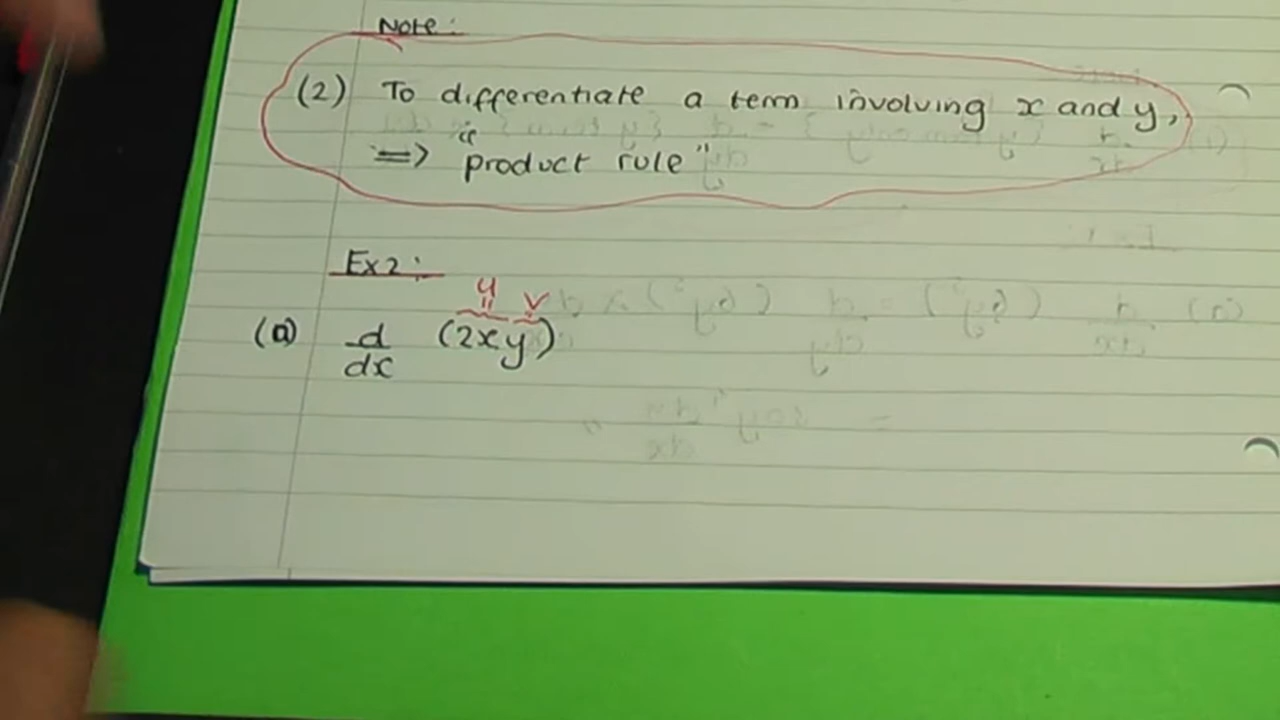 Note:
(2) To differentiate a term involving x and y,
=> "product rule"
Ex2:
u v
(a) d/dx (2xy)